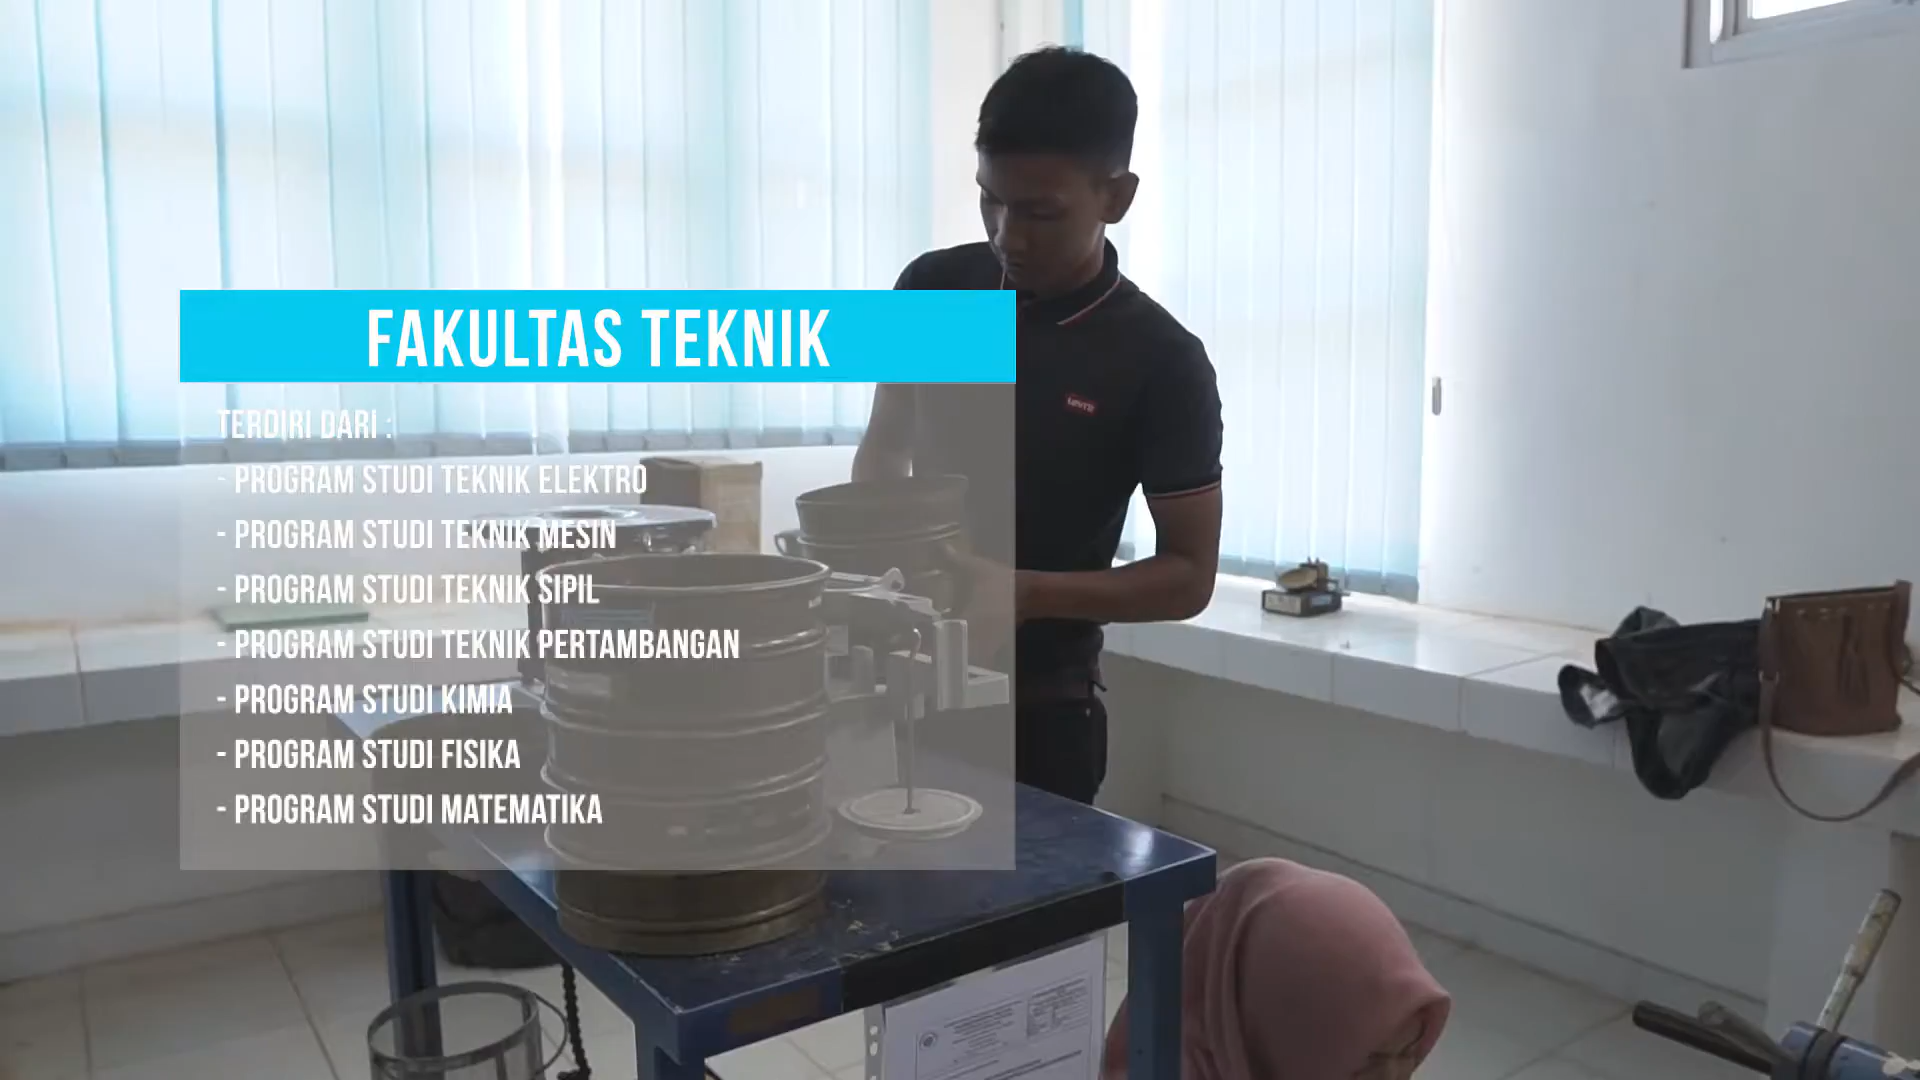 FAKULTAS TEKNIK
TERDIRI DARI :
- PROGRAM STUDI TEKNIK ELEKTRO
- PROGRAM STUDI TEKNIK MESIN
- PROGRAM STUDI TEKNIK SIPIL
- PROGRAM STUDI TEKNIK PERTAMBANGAN
- PROGRAM STUDI KIMIA
- PROGRAM STUDI FISIKA
- PROGRAM STUDI MATEMATIKA
Levi's